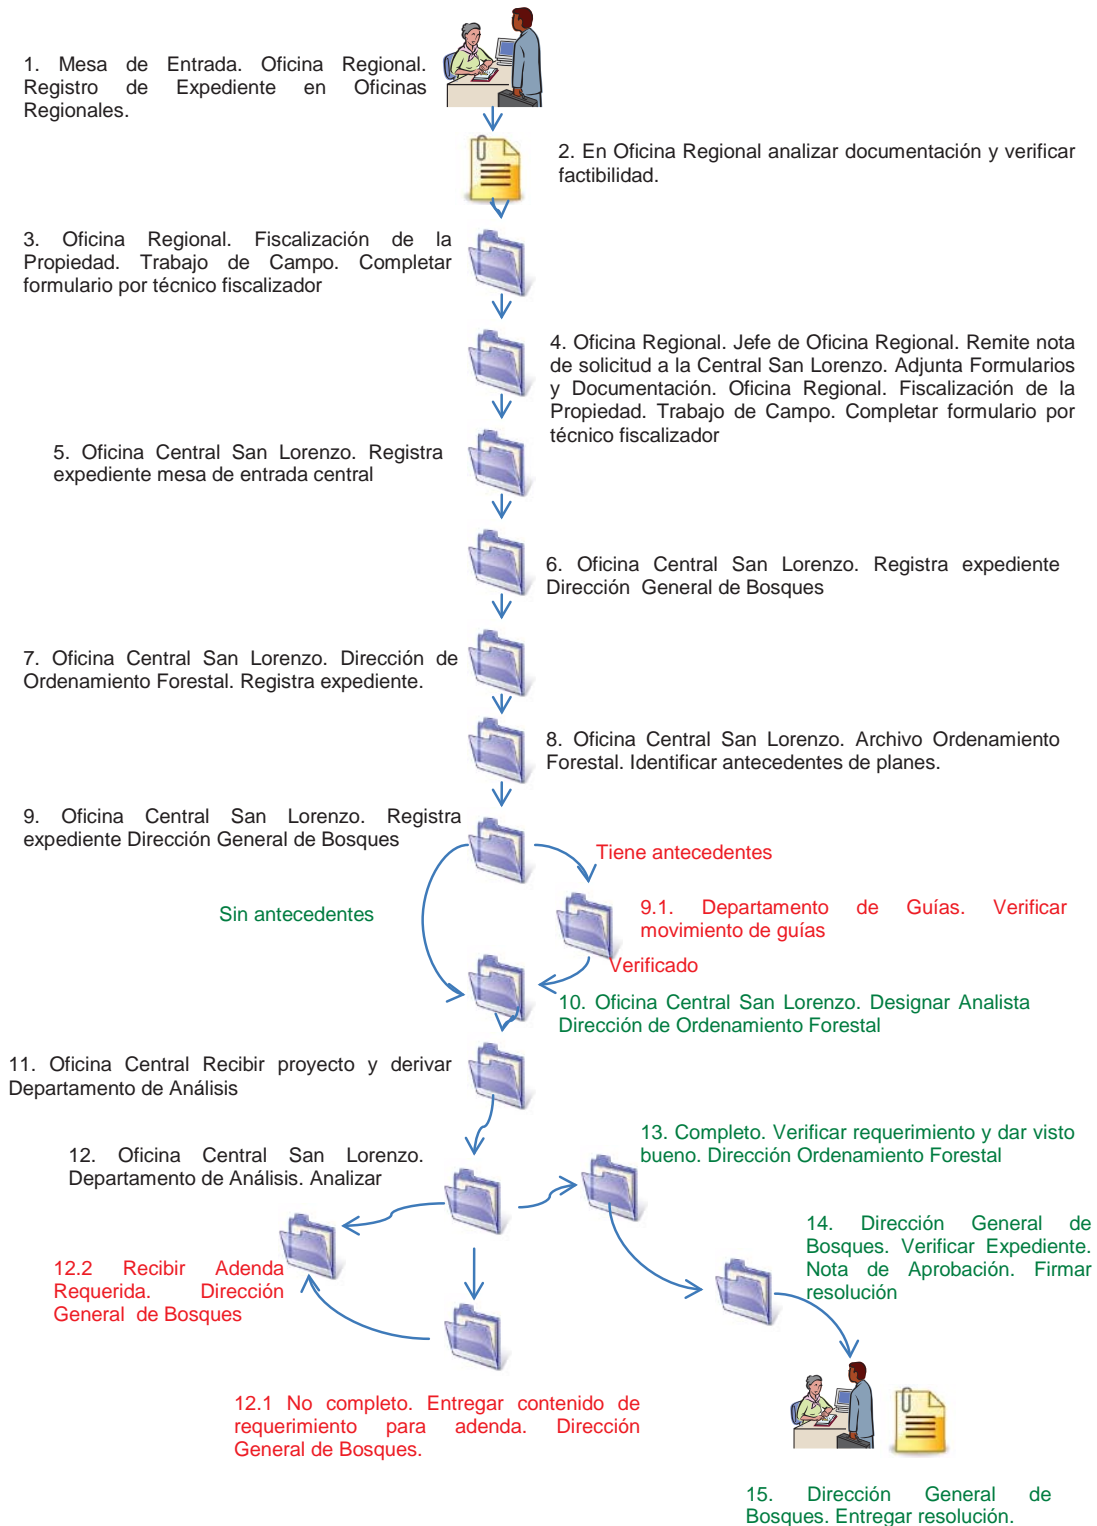 1. Mesa de Entrada. Oficina Regional.
Registro de Expediente en Oficinas
Regionales.
2. En Oficina Regional analizar documentación y verificar
factibilidad.
3. Oficina Regional. Fiscalización de la
Propiedad. Trabajo de Campo. Completar
formulario por técnico fiscalizador
4. Oficina Regional. Jefe de Oficina Regional. Remite nota
de solicitud a la Central San Lorenzo. Adjunta Formularios
y Documentación. Oficina Regional. Fiscalización de la
Propiedad. Trabajo de Campo. Completar formulario por
técnico fiscalizador
5. Oficina Central San Lorenzo. Registra
expediente mesa de entrada central
6. Oficina Central San Lorenzo. Registra expediente
Dirección General de Bosques
7. Oficina Central San Lorenzo. Dirección de
Ordenamiento Forestal. Registra expediente.
8. Oficina Central San Lorenzo. Archivo Ordenamiento
Forestal. Identificar antecedentes de planes.
9. Oficina Central San Lorenzo. Registra
expediente Dirección General de Bosques
Tiene antecedentes
Sin antecedentes
9.1. Departamento de Guías. Verificar
movimiento de guías
Verificado
10. Oficina Central San Lorenzo. Designar Analista
Dirección de Ordenamiento Forestal
11. Oficina Central Recibir proyecto y derivar
Departamento de Análisis
12. Oficina Central San Lorenzo.
Departamento de Análisis. Analizar
13. Completo. Verificar requerimiento y dar visto
bueno. Dirección Ordenamiento Forestal
14. Dirección General de
Bosques. Verificar Expediente.
Nota de Aprobación. Firmar
resolución
12.2 Recibir Adenda
Requerida. Dirección
General de Bosques
12.1 No completo. Entregar contenido de
requerimiento para adenda. Dirección
General de Bosques.
15. Dirección General de
Bosques. Entregar resolución.